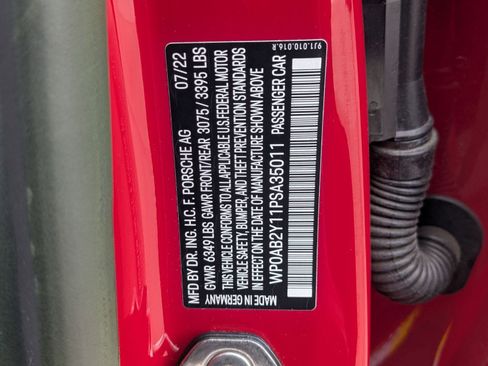 MFD BY DR. ING. H.C. F. PORSCHE AG 07/22
GVWR 6349 LBS GAWR FRONT/REAR 3075 / 3395 LBS
THIS VEHICLE CONFORMS TO ALL APPLICABLE U.S. FEDERAL MOTOR
VEHICLE SAFETY, BUMPER, AND THEFT PREVENTION STANDARDS
IN EFFECT ON THE DATE OF MANUFACTURE SHOWN ABOVE
WP0AB2Y11PSA35011 PASSENGER CAR
MADE IN GERMANY
9J1.010.016.R